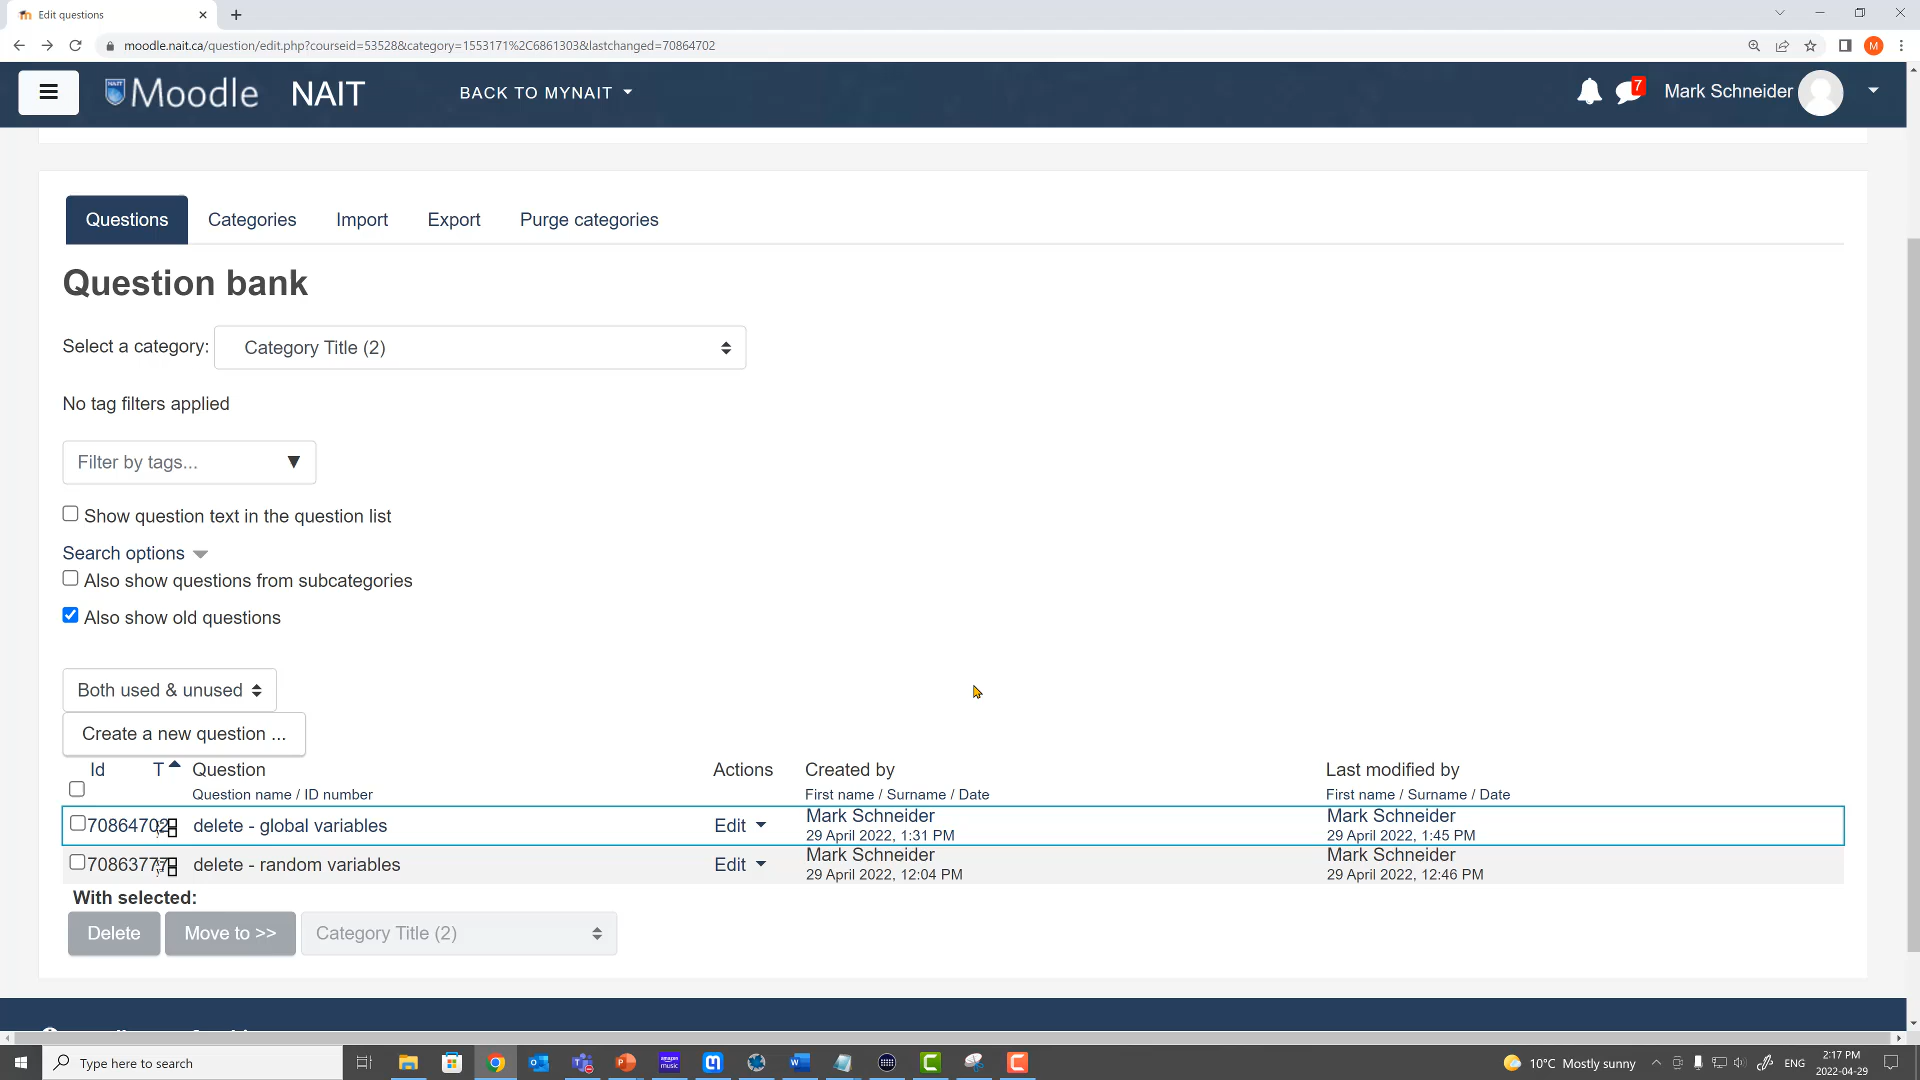 Edit questions
moodle.nait.ca/question/edit.php?courseid=53528&category=1553171%2C6861303&lastchanged=70864702
M
NAIT Moodle NAIT BACK TO MYNAIT 7 Mark Schneider
Questions Categories Import Export Purge categories
Question bank
Select a category: Category Title (2)
No tag filters applied
Filter by tags... ▼
Show question text in the question list
Search options
Also show questions from subcategories
Also show old questions
Both used & unused
Create a new question ...
Id T Question Actions Created by Last modified by
Question name / ID number First name / Surname / Date First name / Surname / Date
70864702 delete - global variables Edit Mark Schneider Mark Schneider
29 April 2022, 1:31 PM 29 April 2022, 1:45 PM
70863777 delete - random variables Edit Mark Schneider Mark Schneider
29 April 2022, 12:04 PM 29 April 2022, 12:46 PM
With selected:
Delete Move to >> Category Title (2)
Type here to search
amazon music
10°C Mostly sunny ENG 2:17 PM
2022-04-29